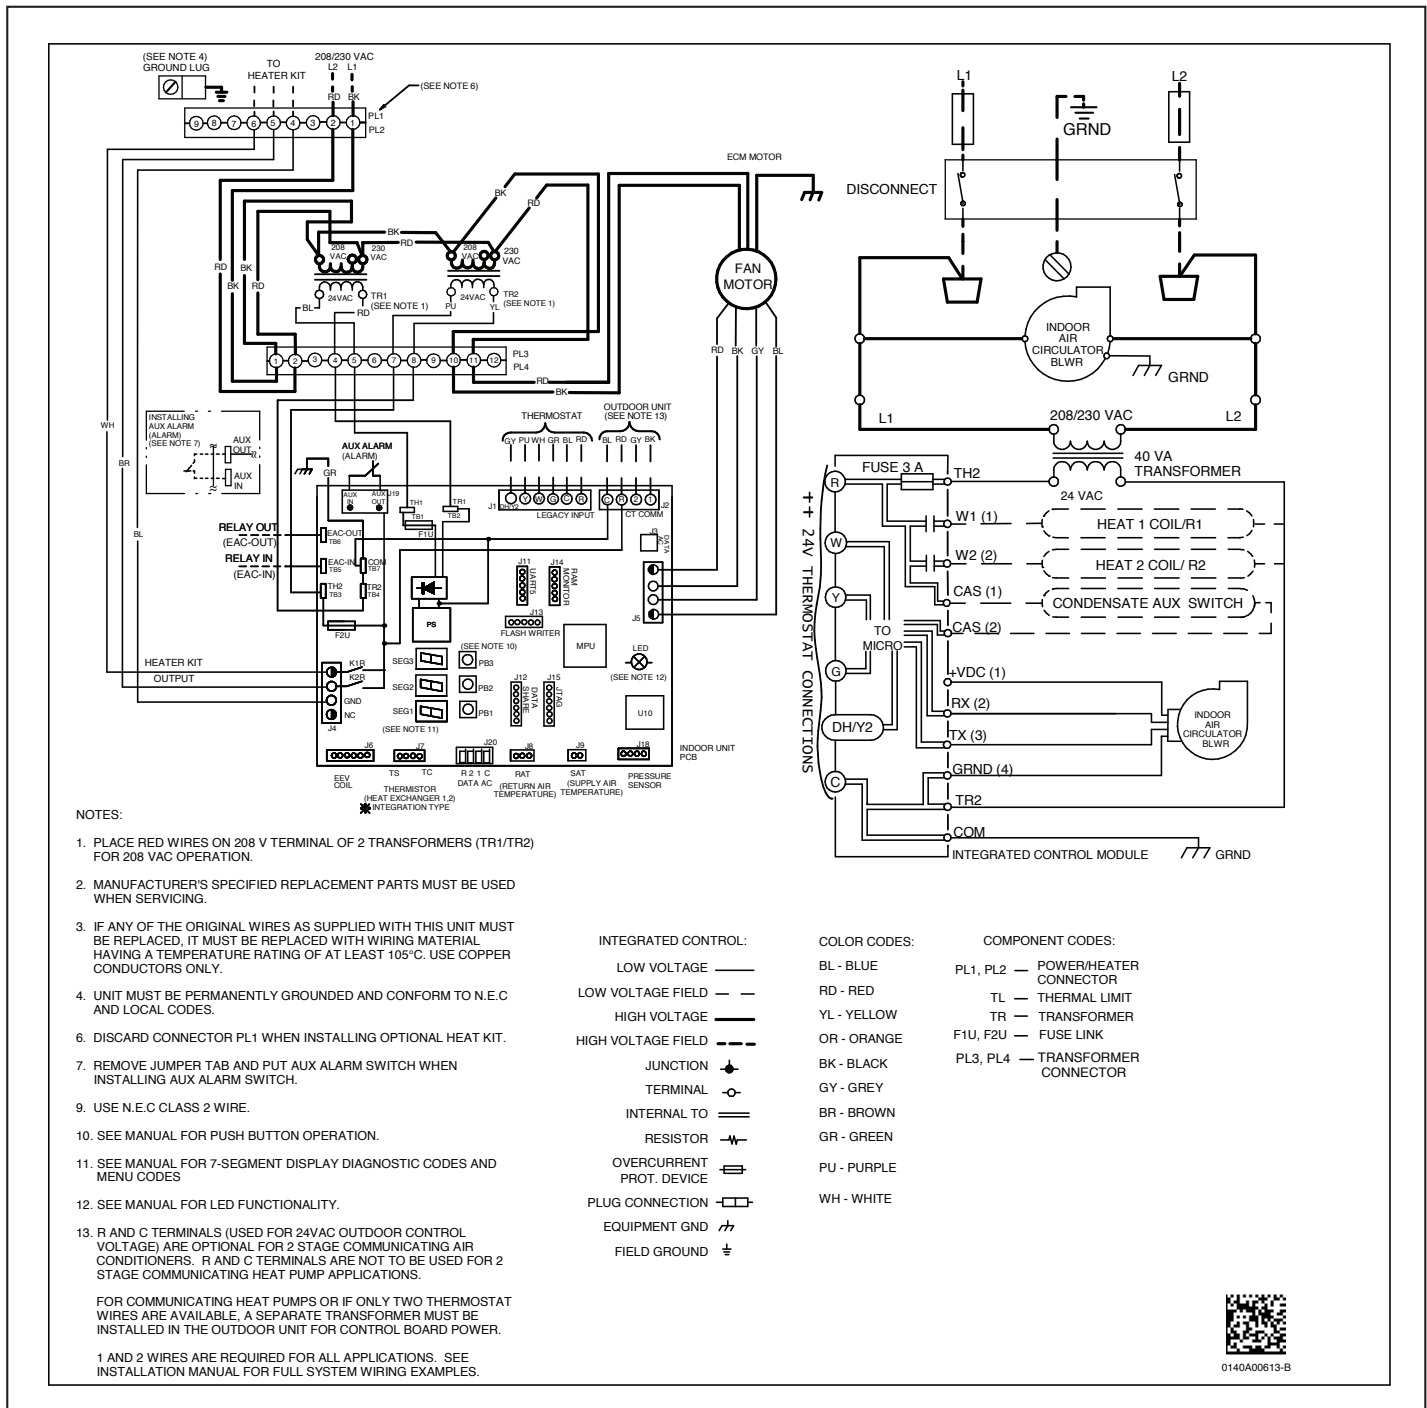 (SEE NOTE 4)
GROUND LUG
TO
HEATER KIT
208/230 VAC
L2 L1
RD BK
(SEE NOTE 6)
PL1
PL2
9 8 7 6 5 4 3 2 1
ECM MOTOR
BK
RD
BK
RD
208
VAC
230
VAC
208
VAC
230
VAC
RD
BK
BK
RD
24VAC
TR1
(SEE NOTE 1)
24VAC
TR2
(SEE NOTE 1)
BL
RD
PU
YL
FAN
MOTOR
1 2 3 4 5 6 7 8 9 10 11 12
PL3
PL4
RD
BK
RD BK GY BL
WH
BR
BL
INSTALLING
AUX ALARM
(ALARM)
(SEE NOTE 7)
AUX
OUT
AUX
IN
AUX ALARM
(ALARM)
GR
THERMOSTAT
OUTDOOR UNIT
(SEE NOTE 13)
GY PU WH GR BL RD
BL RD GY BK
AUX
IN
AUX
OUT
J19
TH1
TB1
F1U
TR1
TB2
J1
DH/Y2
Y W G C R
LEGACY INPUT
C R 2 1
J2
CT COMM
RELAY OUT
(EAC-OUT)
EAC-OUT
TB6
RELAY IN
(EAC-IN)
EAC-IN
TB5
COM
TB7
TH2
TB3
TR2
TB4
F2U
PS
J11
UART5
J14
RAM
MONITOR
J3
DATA
AC
J13
FLASH WRITER
J5
MPU
LED
(SEE NOTE 12)
(SEE NOTE 10)
SEG3
PB3
SEG2
PB2
SEG1
PB1
(SEE NOTE 11)
J12
DATA
SHARE
J15
JTAG
U10
HEATER KIT
OUTPUT
K1R
K2R
GND
NC
J4
J6
J7
J20
J8
J9
J18
INDOOR UNIT
PCB
EEV
COIL
TS TC
THERMISTOR
(HEAT EXCHANGER 1,2)
INTEGRATION TYPE
R 2 1 C
DATA AC
RAT
(RETURN AIR
TEMPERATURE)
SAT
(SUPPLY AIR
TEMPERATURE)
PRESSURE
SENSOR
L1
L2
GRND
DISCONNECT
INDOOR
AIR
CIRCULATOR
BLWR
GRND
L1
208/230 VAC
L2
40 VA
TRANSFORMER
24 VAC
FUSE 3 A
TH2
R
W
Y
G
DH/Y2
C
++ 24V THERMOSTAT CONNECTIONS
W1 (1)
HEAT 1 COIL/R1
W2 (2)
HEAT 2 COIL/ R2
CAS (1)
CONDENSATE AUX SWITCH
CAS (2)
TO
MICRO
+VDC (1)
RX (2)
TX (3)
GRND (4)
TR2
COM
INDOOR
AIR
CIRCULATOR
BLWR
INTEGRATED CONTROL MODULE
GRND
NOTES:
1. PLACE RED WIRES ON 208 V TERMINAL OF 2 TRANSFORMERS (TR1/TR2)
FOR 208 VAC OPERATION.
2. MANUFACTURER'S SPECIFIED REPLACEMENT PARTS MUST BE USED
WHEN SERVICING.
3. IF ANY OF THE ORIGINAL WIRES AS SUPPLIED WITH THIS UNIT MUST
BE REPLACED, IT MUST BE REPLACED WITH WIRING MATERIAL
HAVING A TEMPERATURE RATING OF AT LEAST 105°C. USE COPPER
CONDUCTORS ONLY.
4. UNIT MUST BE PERMANENTLY GROUNDED AND CONFORM TO N.E.C
AND LOCAL CODES.
6. DISCARD CONNECTOR PL1 WHEN INSTALLING OPTIONAL HEAT KIT.
7. REMOVE JUMPER TAB AND PUT AUX ALARM SWITCH WHEN
INSTALLING AUX ALARM SWITCH.
9. USE N.E.C CLASS 2 WIRE.
10. SEE MANUAL FOR PUSH BUTTON OPERATION.
11. SEE MANUAL FOR 7-SEGMENT DISPLAY DIAGNOSTIC CODES AND
MENU CODES
12. SEE MANUAL FOR LED FUNCTIONALITY.
13. R AND C TERMINALS (USED FOR 24VAC OUTDOOR CONTROL
VOLTAGE) ARE OPTIONAL FOR 2 STAGE COMMUNICATING AIR
CONDITIONERS. R AND C TERMINALS ARE NOT TO BE USED FOR 2
STAGE COMMUNICATING HEAT PUMP APPLICATIONS.
FOR COMMUNICATING HEAT PUMPS OR IF ONLY TWO THERMOSTAT
WIRES ARE AVAILABLE, A SEPARATE TRANSFORMER MUST BE
INSTALLED IN THE OUTDOOR UNIT FOR CONTROL BOARD POWER.
1 AND 2 WIRES ARE REQUIRED FOR ALL APPLICATIONS. SEE
INSTALLATION MANUAL FOR FULL SYSTEM WIRING EXAMPLES.
INTEGRATED CONTROL:
LOW VOLTAGE
LOW VOLTAGE FIELD
HIGH VOLTAGE
HIGH VOLTAGE FIELD
JUNCTION
TERMINAL
INTERNAL TO
RESISTOR
OVERCURRENT
PROT. DEVICE
PLUG CONNECTION
EQUIPMENT GND
FIELD GROUND
COLOR CODES:
BL - BLUE
RD - RED
YL - YELLOW
OR - ORANGE
BK - BLACK
GY - GREY
BR - BROWN
GR - GREEN
PU - PURPLE
WH - WHITE
COMPONENT CODES:
PL1, PL2 — POWER/HEATER
CONNECTOR
TL — THERMAL LIMIT
TR — TRANSFORMER
F1U, F2U — FUSE LINK
PL3, PL4 — TRANSFORMER
CONNECTOR
0140A00613-B